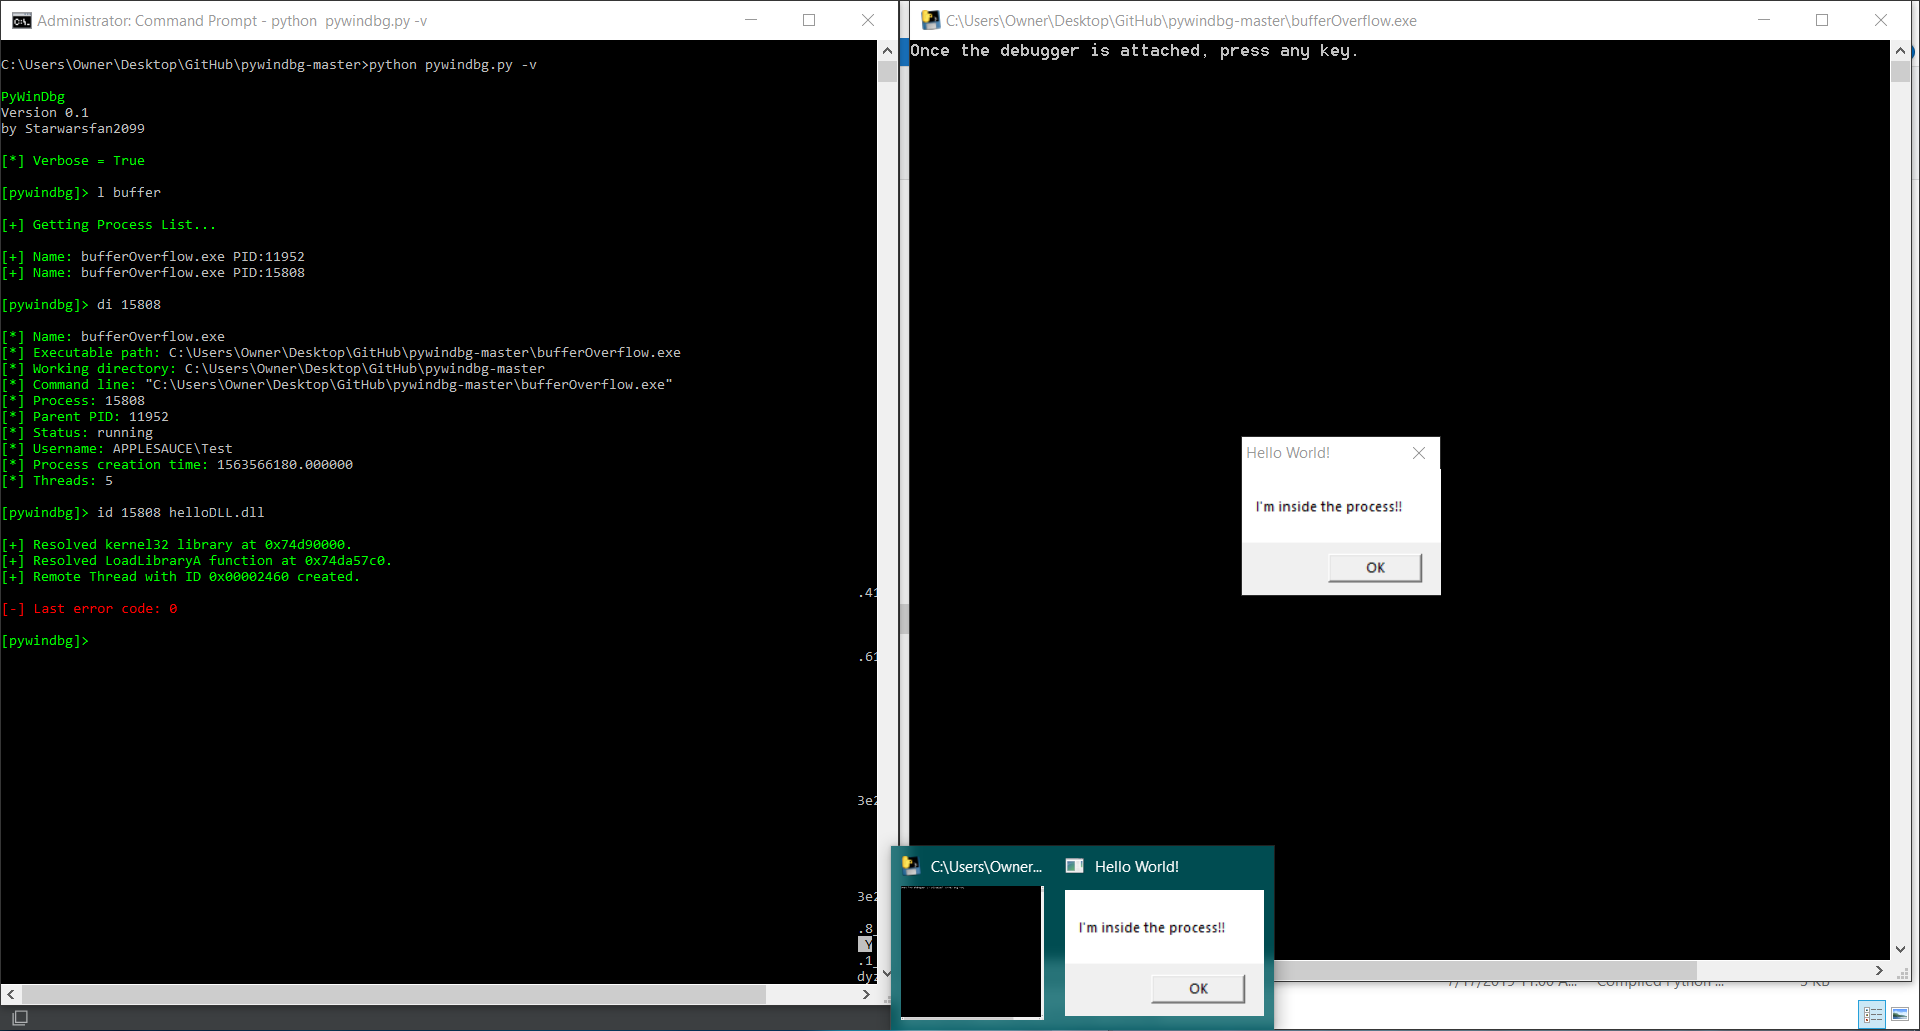 Administrator: Command Prompt - python  pywindbg.py -v
C:\Users\Owner\Desktop\GitHub\pywindbg-master>python pywindbg.py -v
PyWinDbg
Version 0.1
by Starwarsfan2099
[*] Verbose = True
[pywindbg]> l buffer
[+] Getting Process List...
[+] Name: bufferOverflow.exe PID:11952
[+] Name: bufferOverflow.exe PID:15808
[pywindbg]> di 15808
[*] Name: bufferOverflow.exe
[*] Executable path: C:\Users\Owner\Desktop\GitHub\pywindbg-master\bufferOverflow.exe
[*] Working directory: C:\Users\Owner\Desktop\GitHub\pywindbg-master
[*] Command line: "C:\Users\Owner\Desktop\GitHub\pywindbg-master\bufferOverflow.exe"
[*] Process: 15808
[*] Parent PID: 11952
[*] Status: running
[*] Username: APPLESAUCE\Test
[*] Process creation time: 1563566180.000000
[*] Threads: 5
[pywindbg]> id 15808 helloDLL.dll
[+] Resolved kernel32 library at 0x74d90000.
[+] Resolved LoadLibraryA function at 0x74da57c0.
[+] Remote Thread with ID 0x00002460 created.
[-] Last error code: 0
[pywindbg]>
.41
.61
3e2
3e2
.8
Y
.1
dyz
C:\Users\Owner\Desktop\GitHub\pywindbg-master\bufferOverflow.exe
Once the debugger is attached, press any key.
Hello World!
I'm inside the process!!
OK
C:\Users\Owner...
Hello World!
I'm inside the process!!
OK